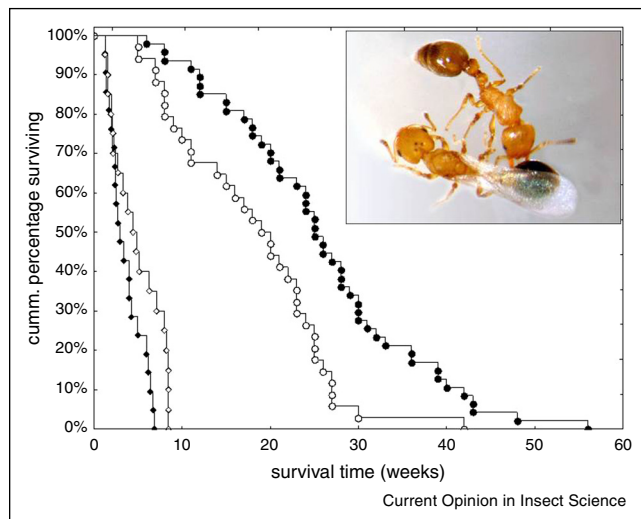 100%
90%
80%
70%
60%
50%
40%
30%
20%
10%
0%
cumm. percentage surviving
0 10 20 30 40 50 60
survival time (weeks)
Current Opinion in Insect Science